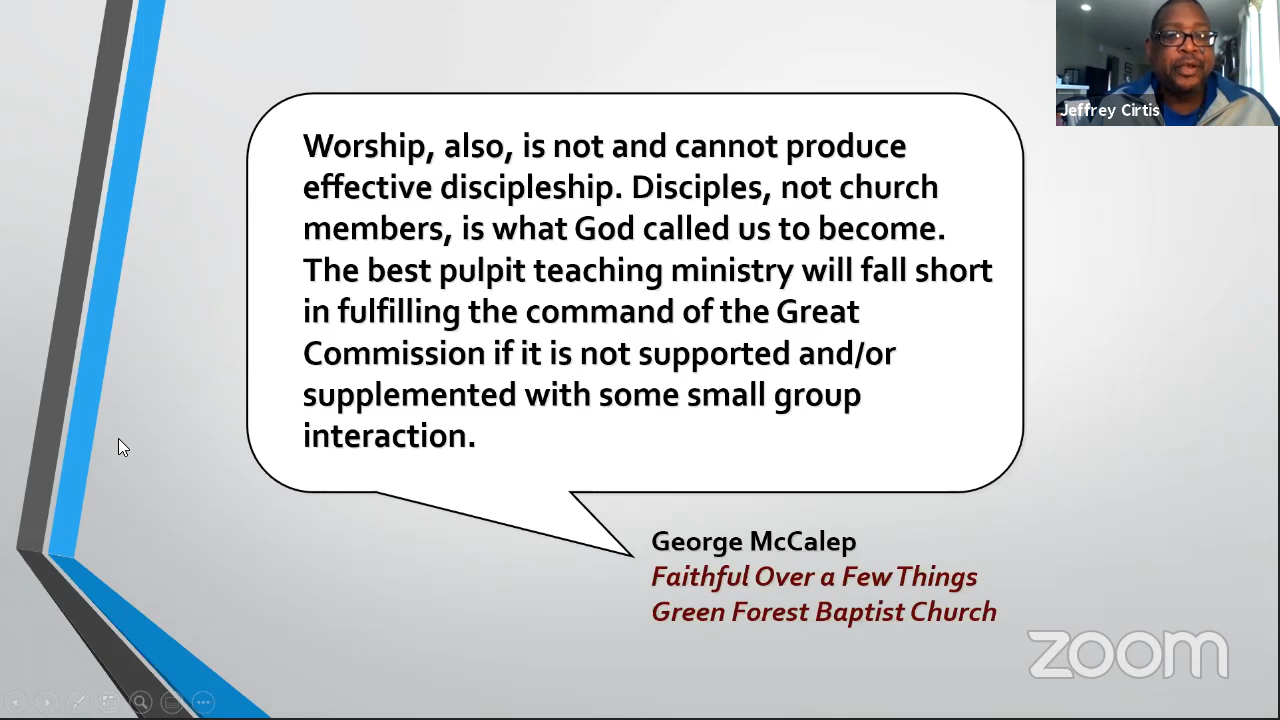 Jeffrey Cirtis
Worship, also, is not and cannot produce
effective discipleship. Disciples, not church
members, is what God called us to become.
The best pulpit teaching ministry will fall short
in fulfilling the command of the Great
Commission if it is not supported and/or
supplemented with some small group
interaction.
George McCalep
Faithful Over a Few Things
Green Forest Baptist Church
zoom